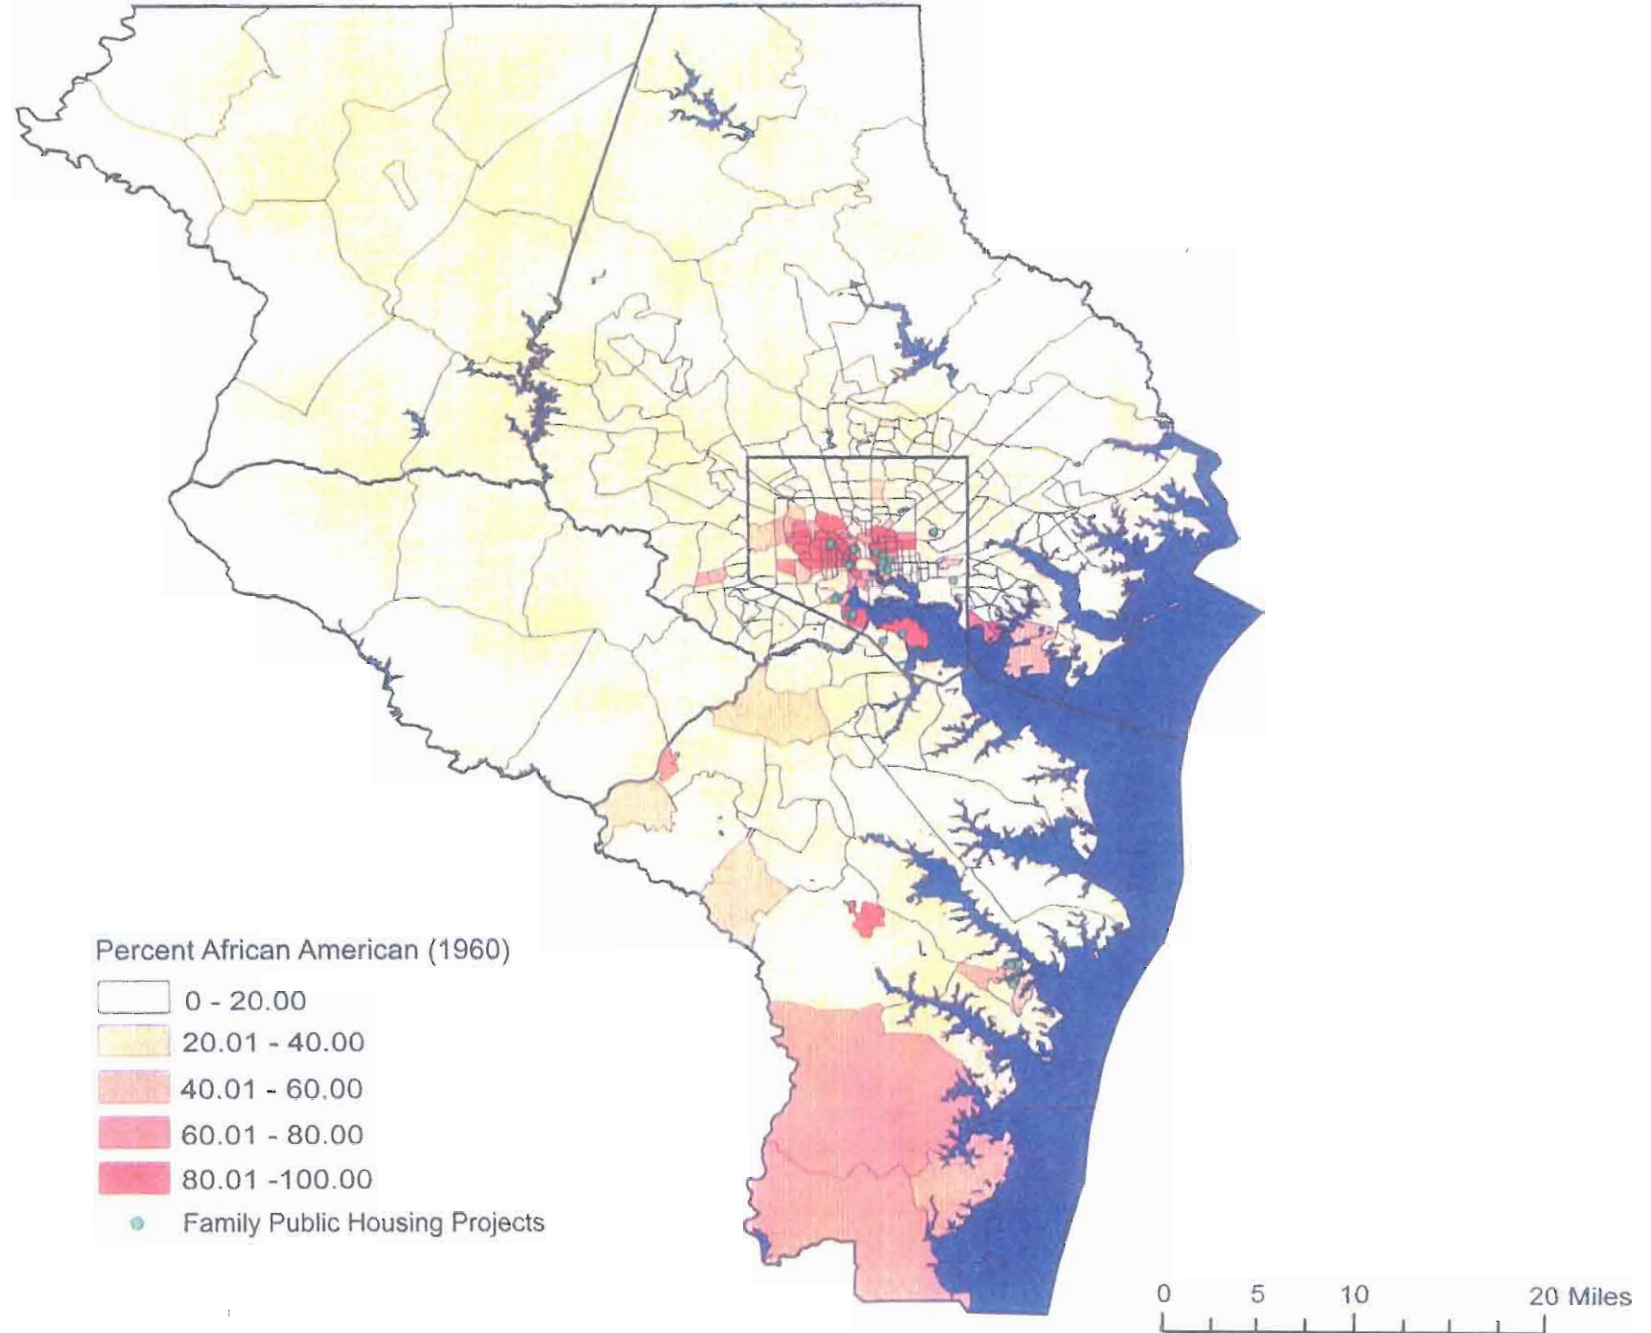 Percent African American (1960)
0 - 20.00
20.01 - 40.00
40.01 - 60.00
60.01 - 80.00
80.01 -100.00
Family Public Housing Projects
0 5 10 20 Miles